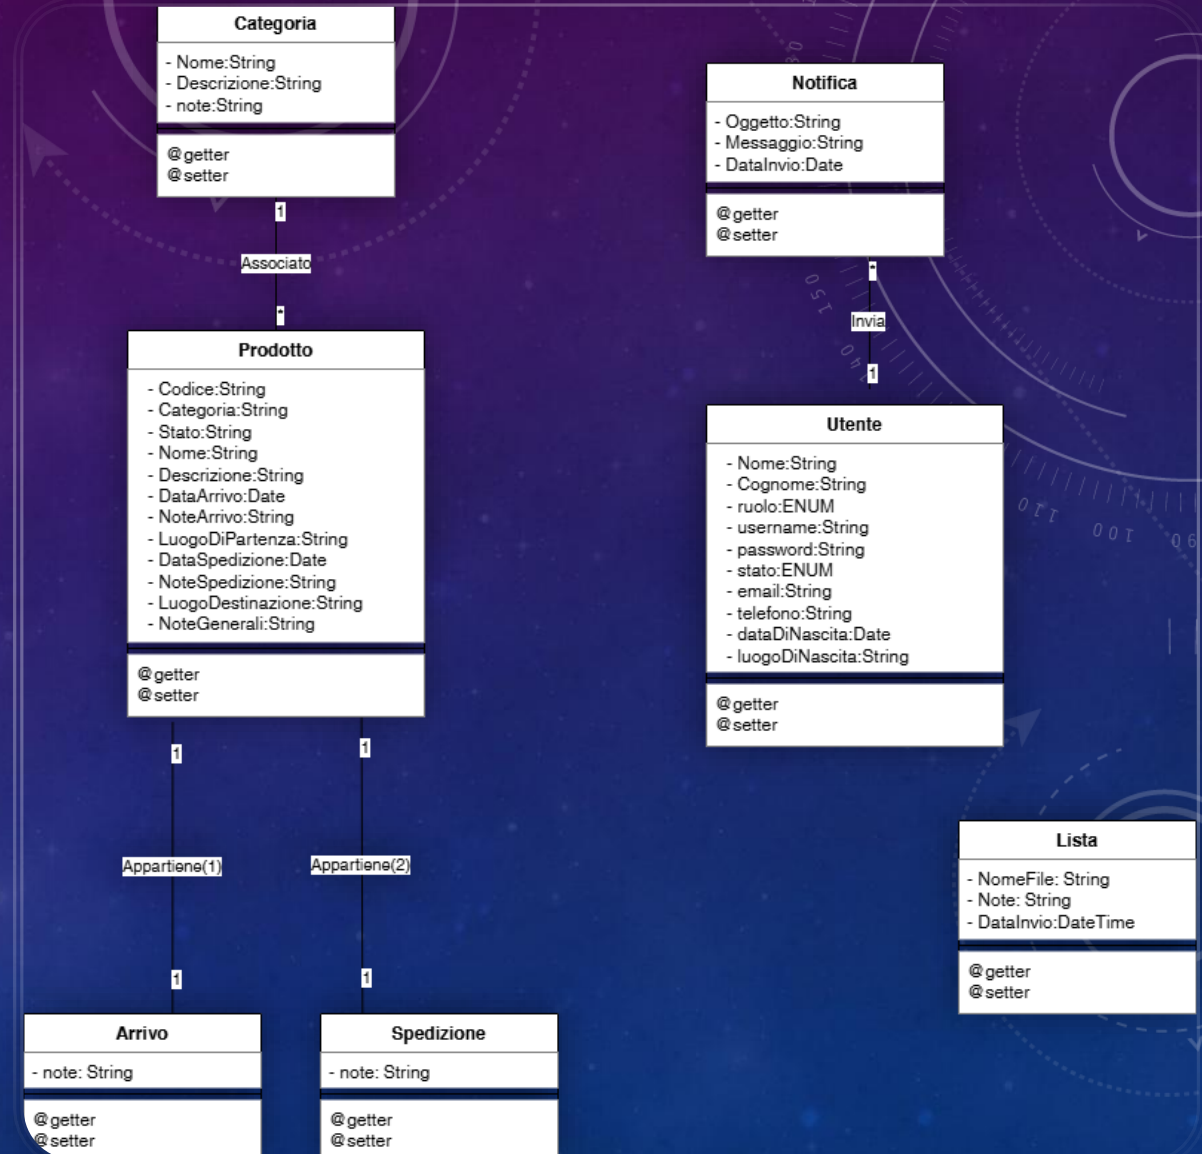 Categoria
- Nome:String
- Descrizione:String
- note:String
@getter
@setter
1
Associato
*
Prodotto
- Codice:String
- Categoria:String
- Stato:String
- Nome:String
- Descrizione:String
- DataArrivo:Date
- NoteArrivo:String
- LuogoDiPartenza:String
- DataSpedizione:Date
- NoteSpedizione:String
- LuogoDestinazione:String
- NoteGenerali:String
@getter
@setter
1
1
Appartiene(1)
Appartiene(2)
1
1
Arrivo
- note: String
@getter
@setter
Spedizione
- note: String
@getter
@setter
Notifica
- Oggetto:String
- Messaggio:String
- DataInvio:Date
@getter
@setter
*
Invia
1
Utente
- Nome:String
- Cognome:String
- ruolo:ENUM
- username:String
- password:String
- stato:ENUM
- email:String
- telefono:String
- dataDiNascita:Date
- luogoDiNascita:String
@getter
@setter
Lista
- NomeFile: String
- Note: String
- DataInvio:DateTime
@getter
@setter
150
140
110
100
90